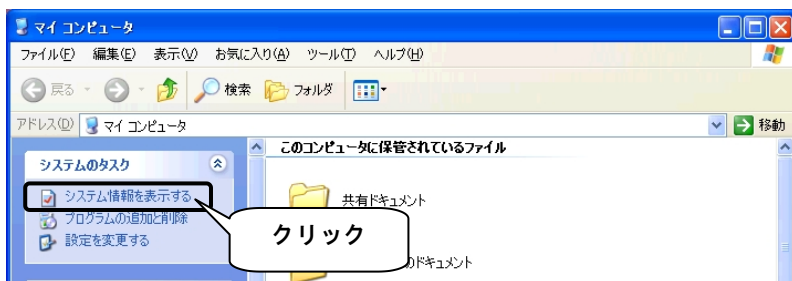 マイ コンピュータ
ファイル(F) 編集(E) 表示(V) お気に入り(A) ツール(T) ヘルプ(H)
戻る 検索 フォルダ
アドレス(D) マイ コンピュータ 移動
システムのタスク
システム情報を表示する
プログラムの追加と削除
設定を変更する
このコンピュータに保管されているファイル
共有ドキュメント
のドキュメント
クリック